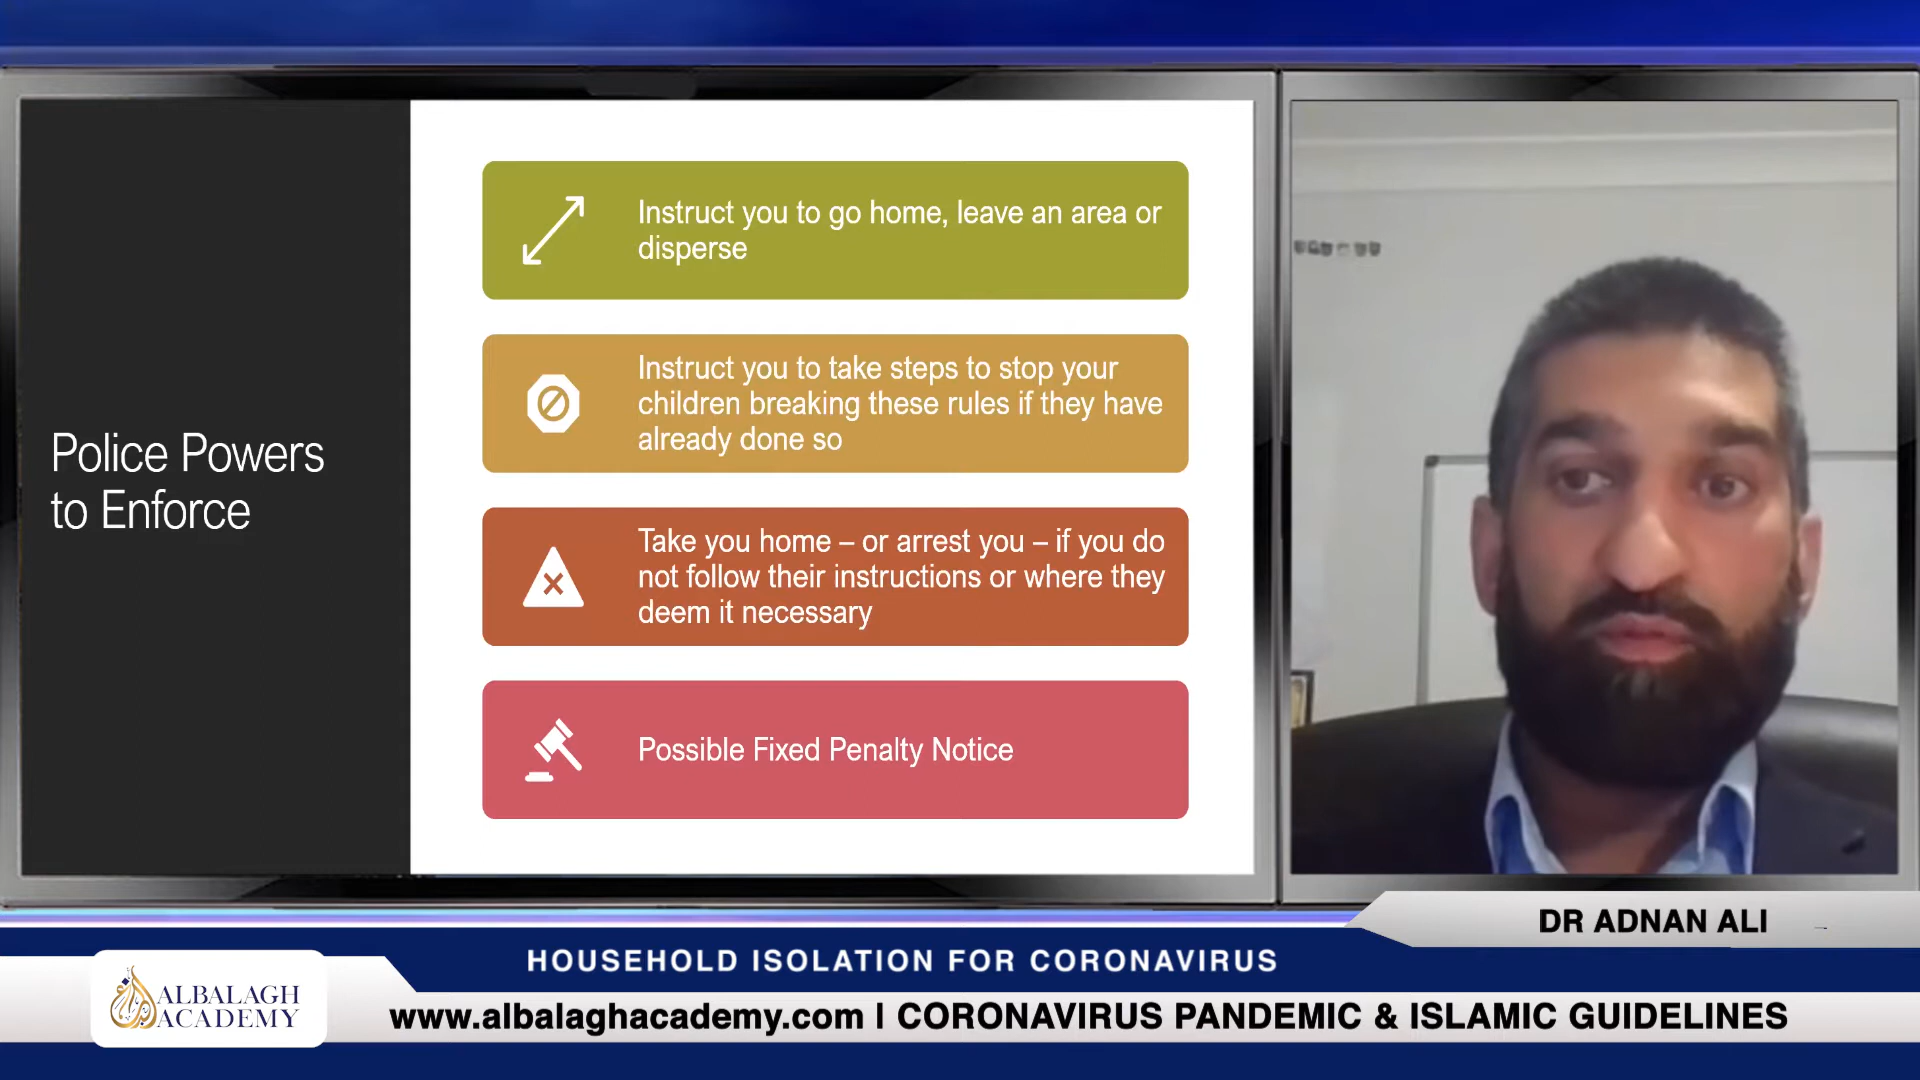 Police Powers
to Enforce
Instruct you to go home, leave an area or
disperse
Instruct you to take steps to stop your
children breaking these rules if they have
already done so
Take you home – or arrest you – if you do
not follow their instructions or where they
deem it necessary
Possible Fixed Penalty Notice
DR ADNAN ALI
HOUSEHOLD ISOLATION FOR CORONAVIRUS
ALBALAGH
ACADEMY
www.albalaghacademy.com | CORONAVIRUS PANDEMIC & ISLAMIC GUIDELINES